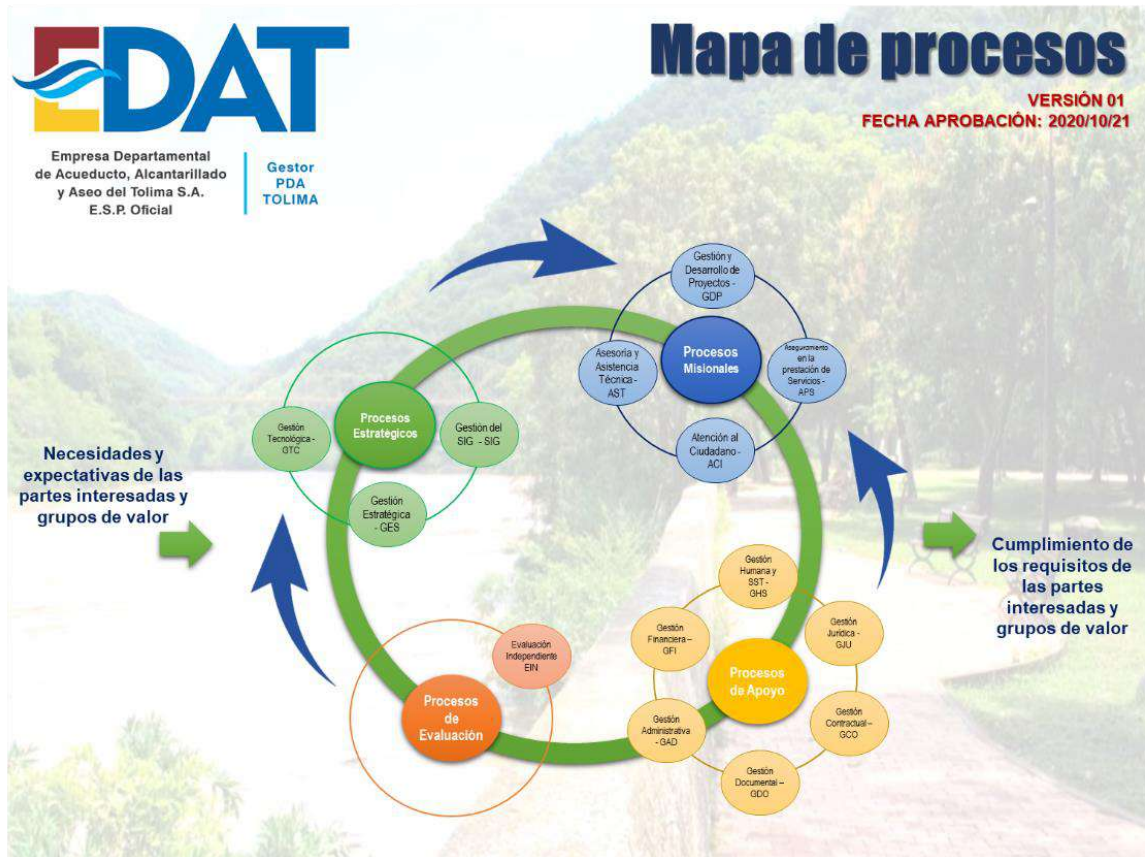 EDAT
Empresa Departamental
de Acueducto, Alcantarillado
y Aseo del Tolima S.A.
E.S.P. Oficial
Gestor
PDA
TOLIMA
Mapa de procesos
VERSIÓN 01
FECHA APROBACIÓN: 2020/10/21
Necesidades y
expectativas de las
partes interesadas y
grupos de valor
Procesos
Estratégicos
Gestión
Tecnológica -
GTC
Gestión del
SIG - SIG
Gestión
Estratégica
- GES
Procesos
Misionales
Gestión y
Desarrollo de
Proyectos -
GDP
Asesoría y
Asistencia
Técnica -
AST
Aseguramiento
en la
prestación de
Servicios -
APS
Atención al
Ciudadano -
ACI
Procesos
de
Evaluación
Evaluación
Independiente
EIN
Procesos
de Apoyo
Gestión
Humana y
SST -
GHS
Gestión
Financiera –
GFI
Gestión
Jurídica -
GJU
Gestión
Administrativa
- GAD
Gestión
Contractual –
GCO
Gestión
Documental –
GDO
Cumplimiento de
los requisitos de
las partes
interesadas y
grupos de valor